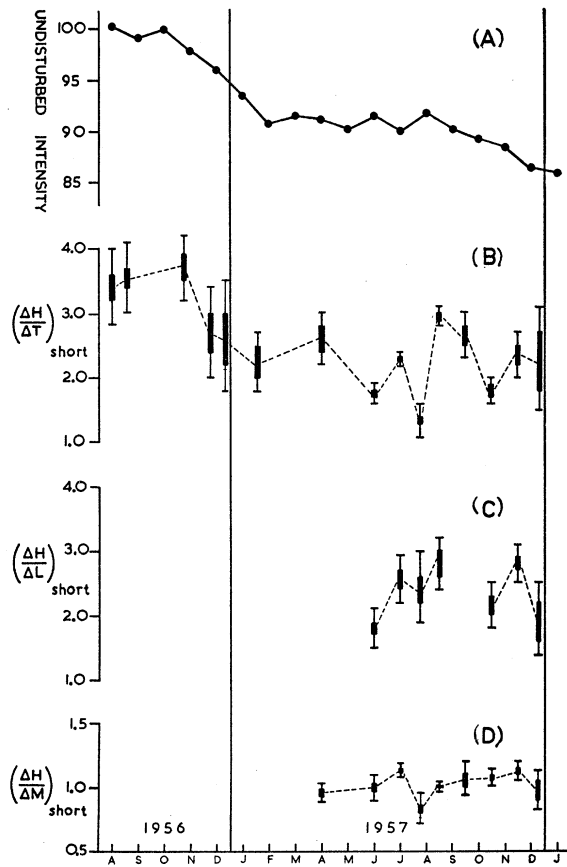 UNDISTURBED INTENSITY
100
95
90
85
(A)
4.0
3.0
2.0
1.0
(ΔH/ΔT) short
(B)
4.0
3.0
2.0
1.0
(ΔH/ΔL) short
(C)
1.5
1.0
0.5
(ΔH/ΔM) short
(D)
1956 1957
A S O N D J F M A M J J A S O N D J